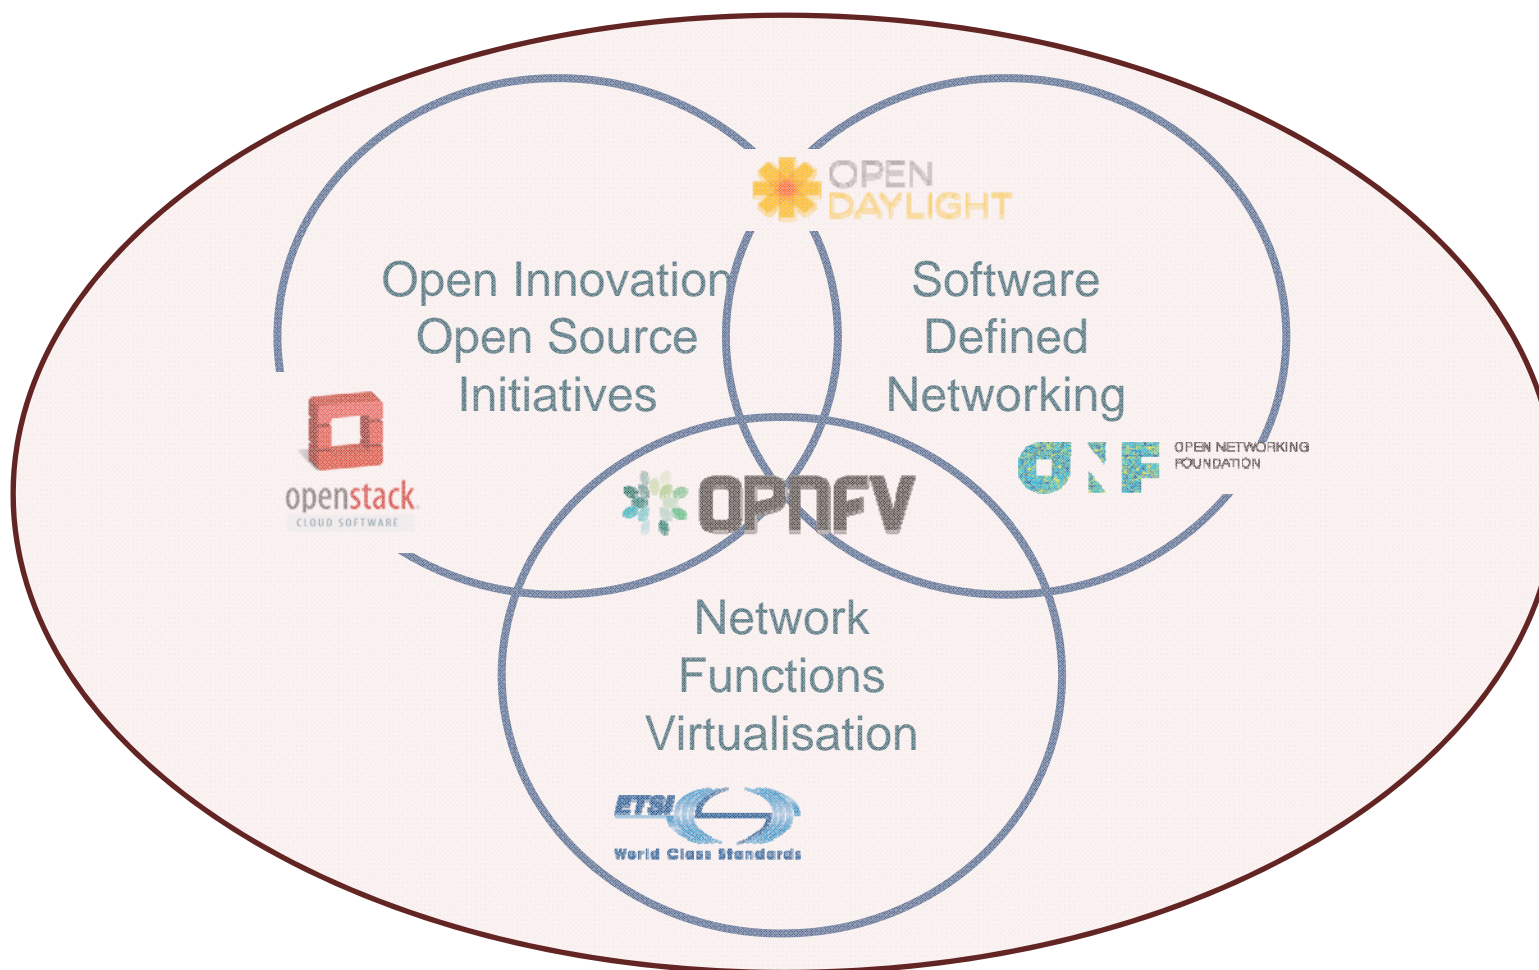 OPEN
DAYLIGHT
Open Innovation
Open Source
Initiatives
Software
Defined
Networking
openstack
CLOUD SOFTWARE
ONF
OPEN NETWORKING
FOUNDATION
OPNFV
Network
Functions
Virtualisation
ETSI
World Class Standards